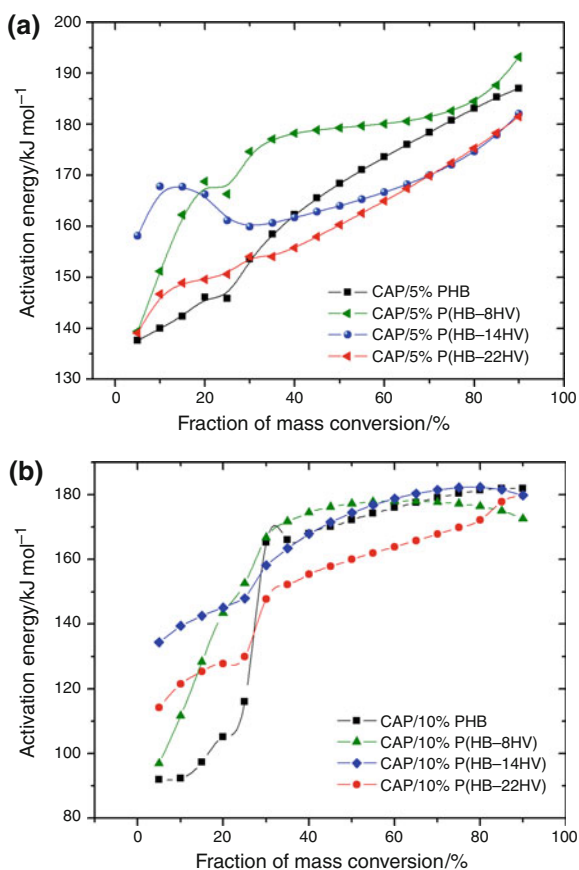 (a)
200
190
180
170
160
150
140
130
Activation energy/kJ mol⁻¹
CAP/5% PHB
CAP/5% P(HB–8HV)
CAP/5% P(HB–14HV)
CAP/5% P(HB–22HV)
0 20 40 60 80 100
Fraction of mass conversion/%
(b)
200
180
160
140
120
100
80
Activation energy/kJ mol⁻¹
CAP/10% PHB
CAP/10% P(HB–8HV)
CAP/10% P(HB–14HV)
CAP/10% P(HB–22HV)
0 20 40 60 80 100
Fraction of mass conversion/%